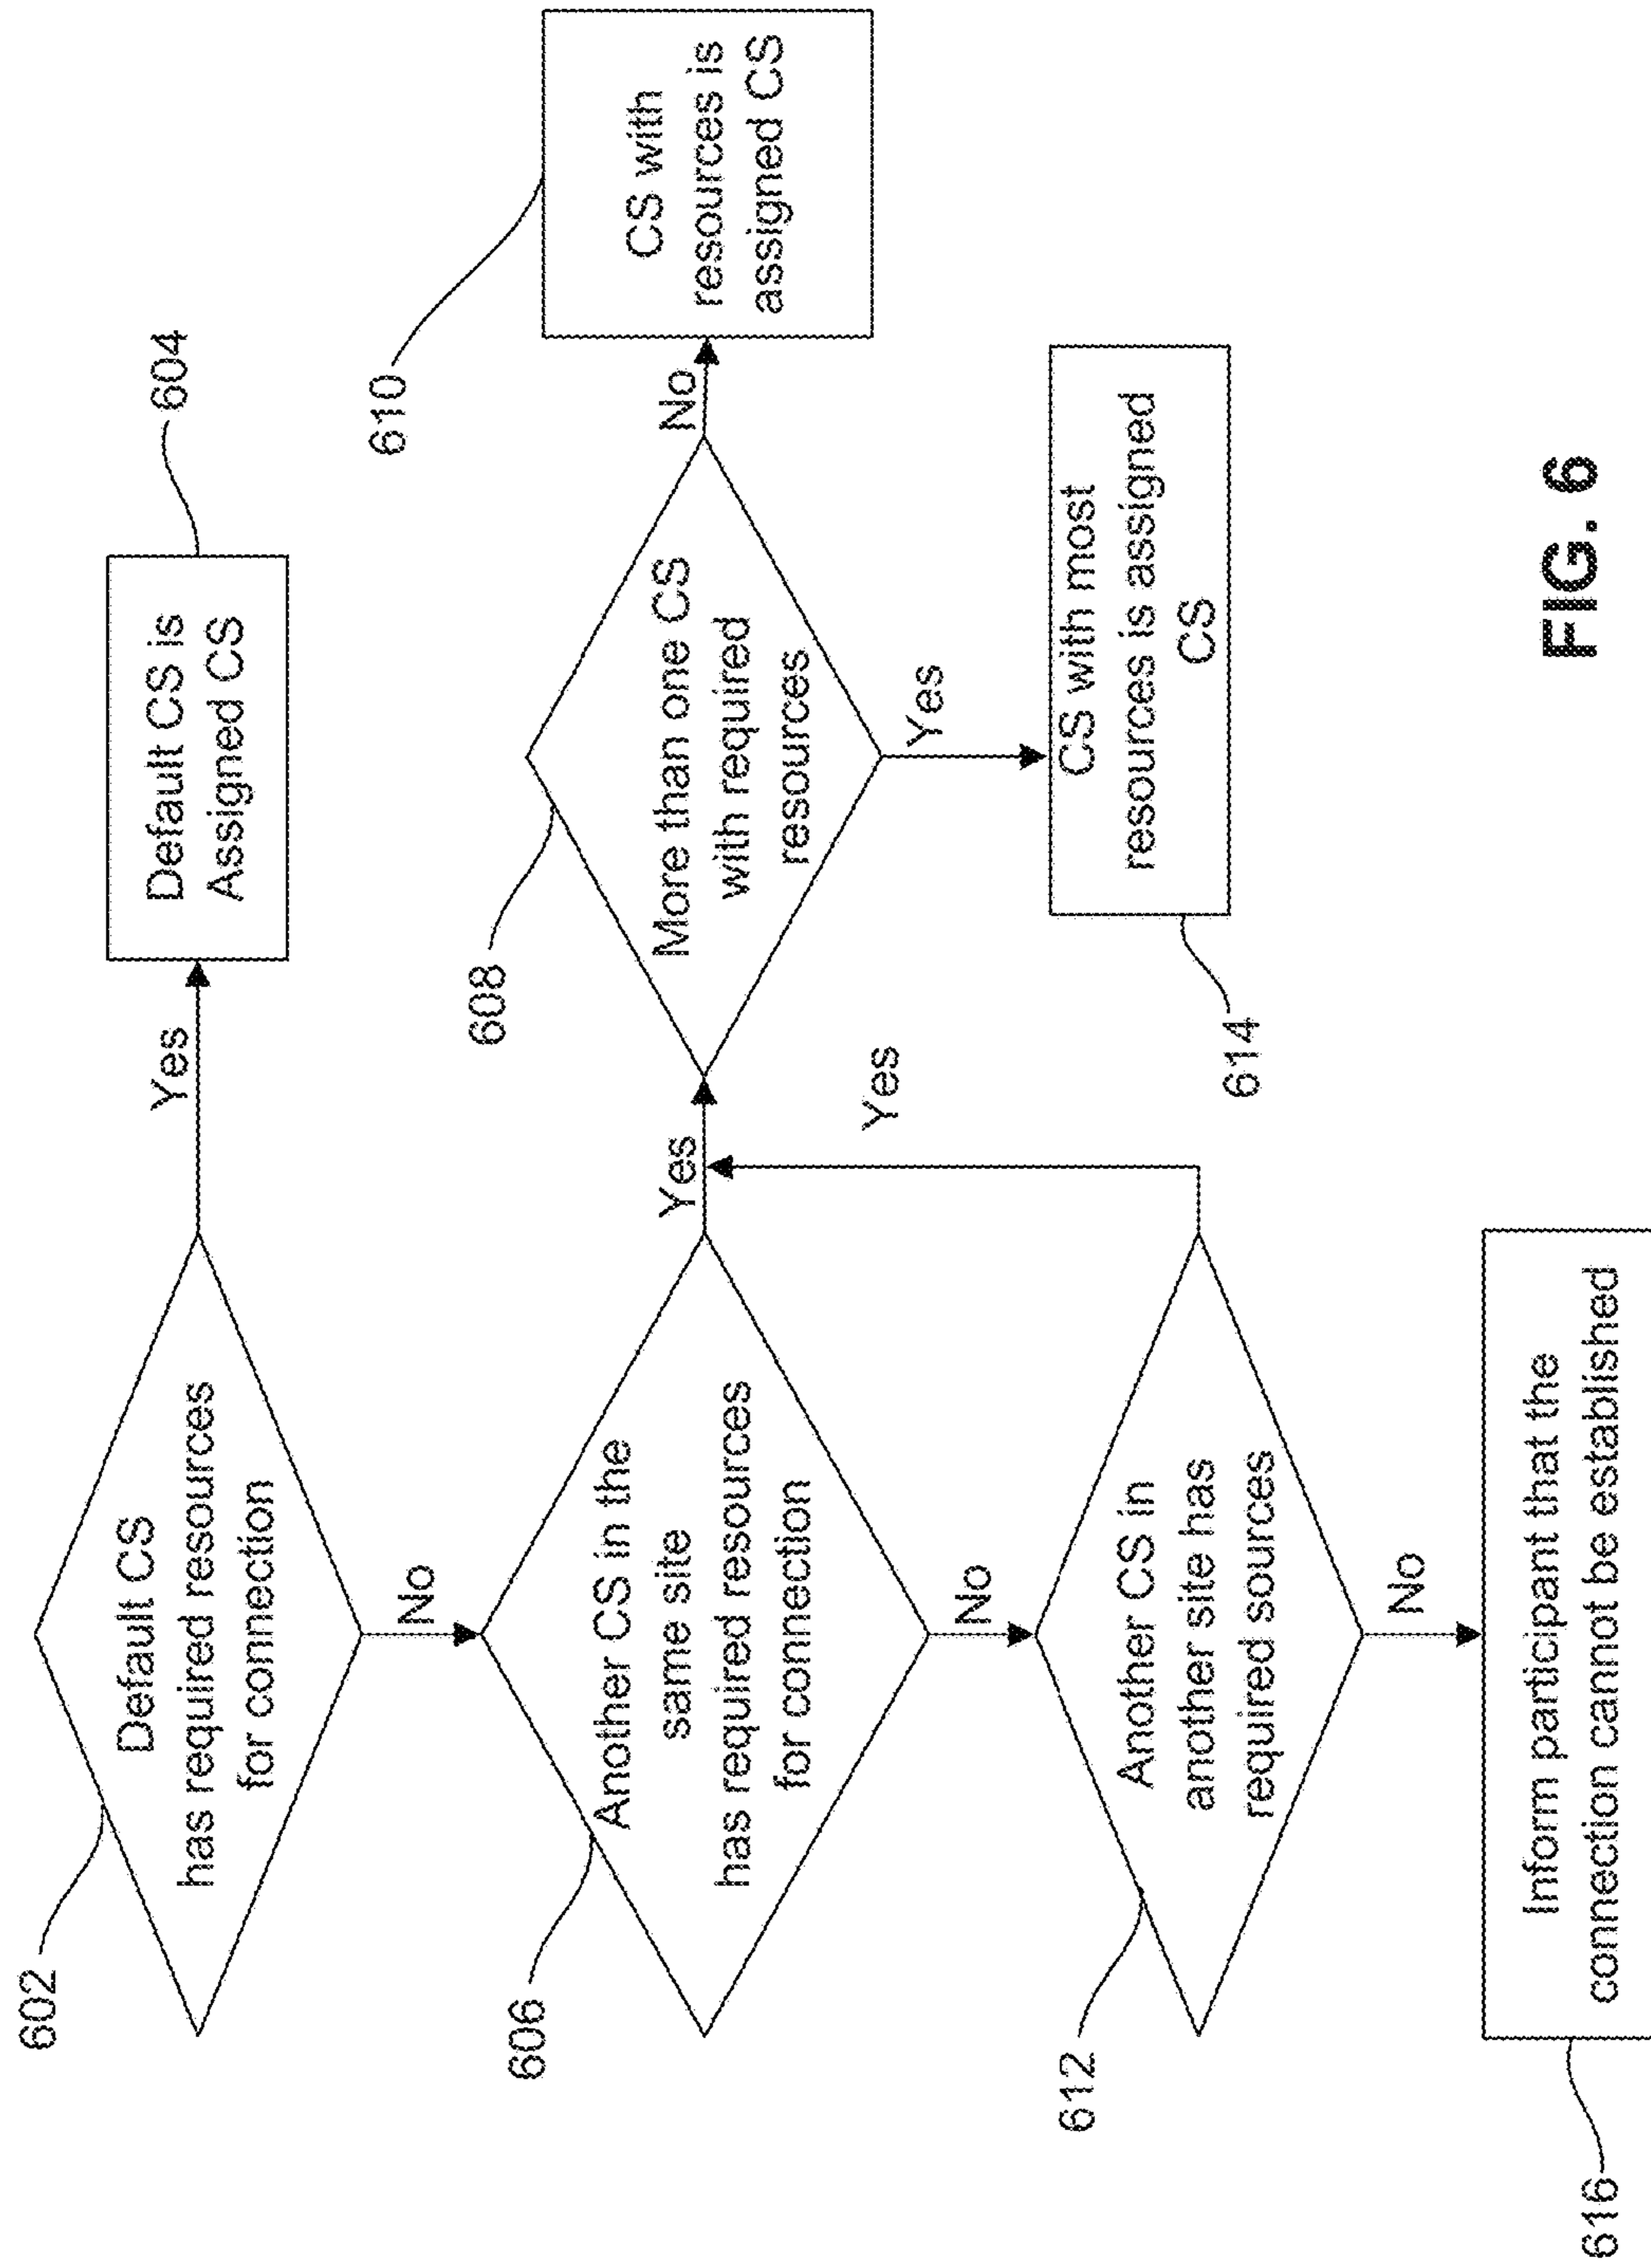 602
Default CS
has required resources
for connection
Yes
Default CS is
Assigned CS
604
No
606
Another CS in the
same site
has required resources
for connection
Yes
608
More than one CS
with required
resources
No
610
CS with
resources is
assigned CS
Yes
CS with most
resources is assigned
CS
614
No
612
Another CS in
another site has
required sources
Yes
No
616
Inform participant that the
connection cannot be established
FIG. 6